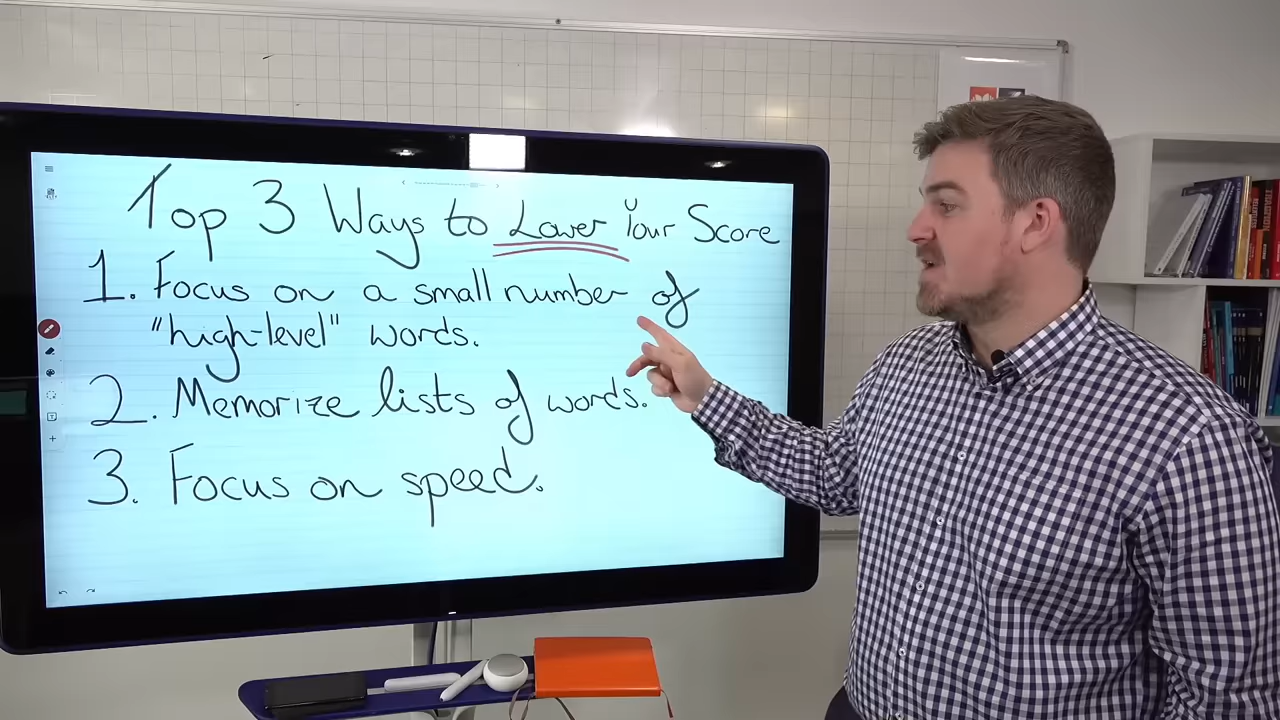 Top 3 Ways to Lower Your Score
1. Focus on a small number of
"high-level" words.
2. Memorize lists of words.
3. Focus on speed.